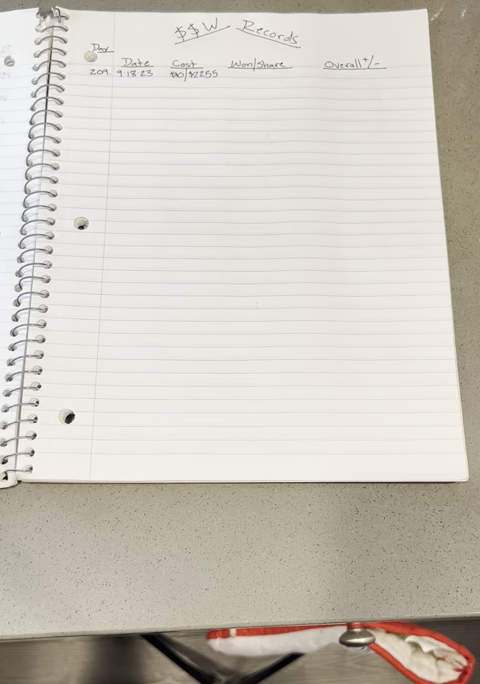 $$W Records
Day Date Cost Won/Share Overall +/-
209 9.18.23 $10/$2255